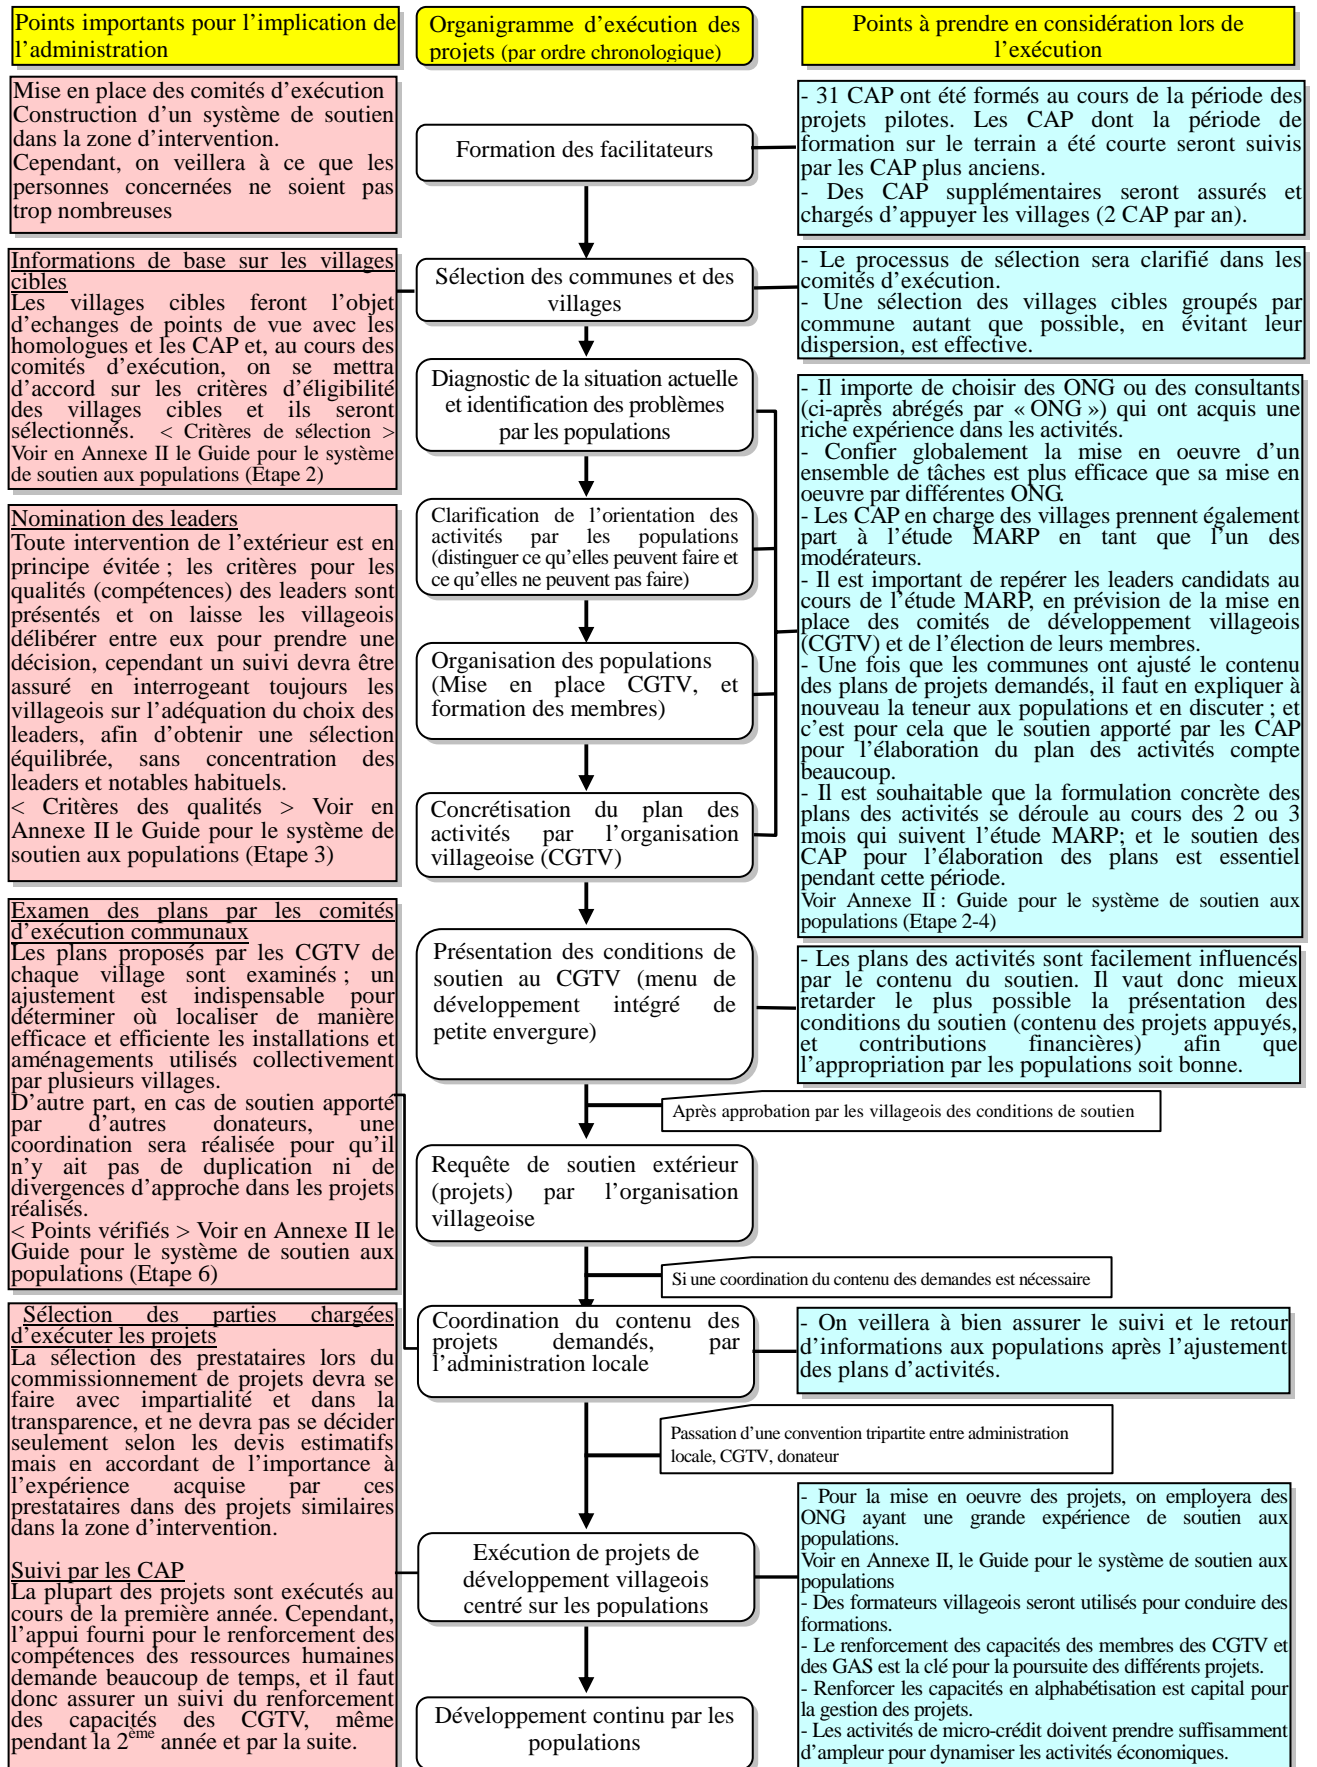 Points importants pour l’implication de
l’administration
Mise en place des comités d’exécution
Construction d’un système de soutien
dans la zone d’intervention.
Cependant, on veillera à ce que les
personnes concernées ne soient pas
trop nombreuses
Informations de base sur les villages
cibles
Les villages cibles feront l’objet
d’echanges de points de vue avec les
homologues et les CAP et, au cours des
comités d’exécution, on se mettra
d’accord sur les critères d’éligibilité
des villages cibles et ils seront
sélectionnés. < Critères de sélection >
Voir en Annexe II le Guide pour le système
de soutien aux populations (Etape 2)
Nomination des leaders
Toute intervention de l’extérieur est en
principe évitée ; les critères pour les
qualités (compétences) des leaders sont
présentés et on laisse les villageois
délibérer entre eux pour prendre une
décision, cependant un suivi devra être
assuré en interrogeant toujours les
villageois sur l’adéquation du choix des
leaders, afin d’obtenir une sélection
équilibrée, sans concentration des
leaders et notables habituels.
< Critères des qualités > Voir en
Annexe II le Guide pour le système de
soutien aux populations (Etape 3)
Examen des plans par les comités
d’exécution communaux
Les plans proposés par les CGTV de
chaque village sont examinés ; un
ajustement est indispensable pour
déterminer où localiser de manière
efficace et efficiente les installations et
aménagements utilisés collectivement
par plusieurs villages.
D’autre part, en cas de soutien apporté
par d’autres donateurs, une
coordination sera réalisée pour qu’il
n’y ait pas de duplication ni de
divergences d’approche dans les projets
réalisés.
< Points vérifiés > Voir en Annexe II le
Guide pour le système de soutien aux
populations (Etape 6)
Sélection des parties chargées
d’exécuter les projets
La sélection des prestataires lors du
commissionnement de projets devra se
faire avec impartialité et dans la
transparence, et ne devra pas se décider
seulement selon les devis estimatifs
mais en accordant de l’importance à
l’expérience acquise par ces
prestataires dans des projets similaires
dans la zone d’intervention.
Suivi par les CAP
La plupart des projets sont exécutés au
cours de la première année. Cependant,
l’appui fourni pour le renforcement des
compétences des ressources humaines
demande beaucoup de temps, et il faut
donc assurer un suivi du renforcement
des capacités des CGTV, même
pendant la 2ème année et par la suite.
Organigramme d’exécution des
projets (par ordre chronologique)
Formation des facilitateurs
Sélection des communes et des
villages
Diagnostic de la situation actuelle
et identification des problèmes
par les populations
Clarification de l’orientation des
activités par les populations
(distinguer ce qu’elles peuvent faire et
ce qu’elles ne peuvent pas faire)
Organisation des populations
(Mise en place CGTV, et
formation des membres)
Concrétisation du plan des
activités par l’organisation
villageoise (CGTV)
Présentation des conditions de
soutien au CGTV (menu de
développement intégré de
petite envergure)
Après approbation par les villageois des conditions de soutien
Requête de soutien extérieur
(projets) par l’organisation
villageoise
Si une coordination du contenu des demandes est nécessaire
Coordination du contenu des
projets demandés, par
l’administration locale
Passation d’une convention tripartite entre administration
locale, CGTV, donateur
Exécution de projets de
développement villageois
centré sur les populations
Développement continu par les
populations
Points à prendre en considération lors de
l’exécution
- 31 CAP ont été formés au cours de la période des
projets pilotes. Les CAP dont la période de
formation sur le terrain a été courte seront suivis
par les CAP plus anciens.
- Des CAP supplémentaires seront assurés et
chargés d’appuyer les villages (2 CAP par an).
- Le processus de sélection sera clarifié dans les
comités d’exécution.
- Une sélection des villages cibles groupés par
commune autant que possible, en évitant leur
dispersion, est effective.
- Il importe de choisir des ONG ou des consultants
(ci-après abrégés par « ONG ») qui ont acquis une
riche expérience dans les activités.
- Confier globalement la mise en oeuvre d’un
ensemble de tâches est plus efficace que sa mise en
oeuvre par différentes ONG.
- Les CAP en charge des villages prennent également
part à l’étude MARP en tant que l’un des
modérateurs.
- Il est important de repérer les leaders candidats au
cours de l’étude MARP, en prévision de la mise en
place des comités de développement villageois
(CGTV) et de l’élection de leurs membres.
- Une fois que les communes ont ajusté le contenu
des plans de projets demandés, il faut en expliquer à
nouveau la teneur aux populations et en discuter ; et
c’est pour cela que le soutien apporté par les CAP
pour l’élaboration du plan des activités compte
beaucoup.
- Il est souhaitable que la formulation concrète des
plans des activités se déroule au cours des 2 ou 3
mois qui suivent l’étude MARP; et le soutien des
CAP pour l’élaboration des plans est essentiel
pendant cette période.
Voir Annexe II : Guide pour le système de soutien aux
populations (Etape 2-4)
- Les plans des activités sont facilement influencés
par le contenu du soutien. Il vaut donc mieux
retarder le plus possible la présentation des
conditions du soutien (contenu des projets appuyés,
et contributions financières) afin que
l’appropriation par les populations soit bonne.
- On veillera à bien assurer le suivi et le retour
d’informations aux populations après l’ajustement
des plans d’activités.
- Pour la mise en oeuvre des projets, on employera des
ONG ayant une grande expérience de soutien aux
populations.
Voir en Annexe II, le Guide pour le système de soutien aux
populations
- Des formateurs villageois seront utilisés pour conduire des
formations.
- Le renforcement des capacités des membres des CGTV et
des GAS est la clé pour la poursuite des différents projets.
- Renforcer les capacités en alphabétisation est capital pour
la gestion des projets.
- Les activités de micro-crédit doivent prendre suffisamment
d’ampleur pour dynamiser les activités économiques.